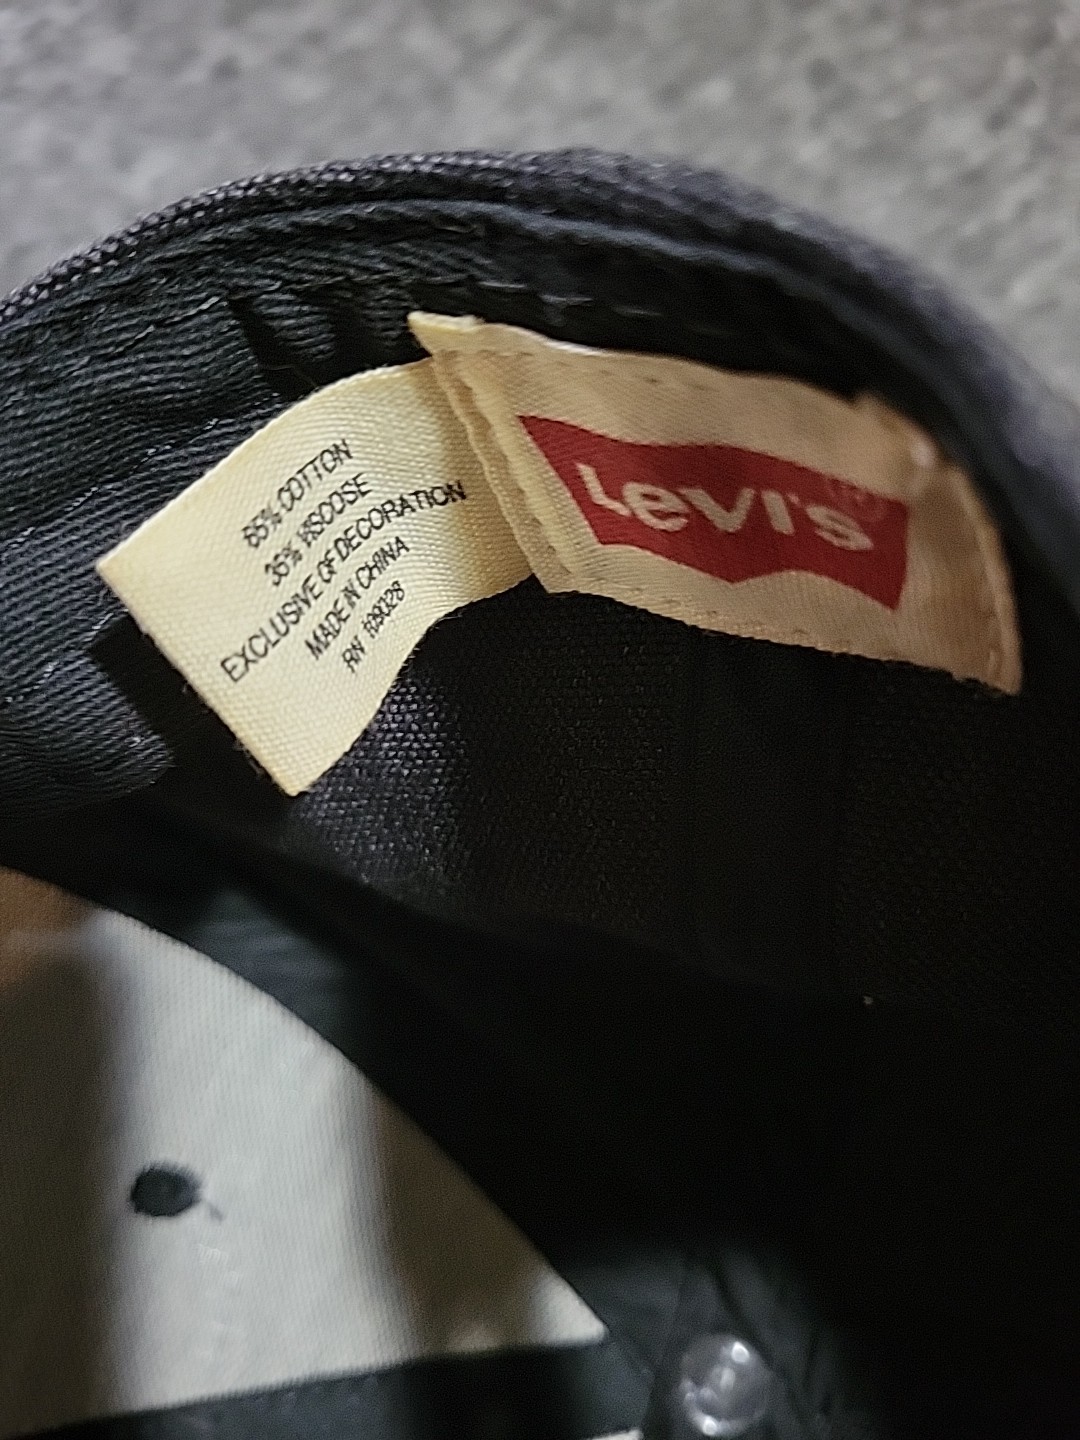 65% COTTON
35% VISCOSE
EXCLUSIVE OF DECORATION
MADE IN CHINA
RN 109028
Levi's®